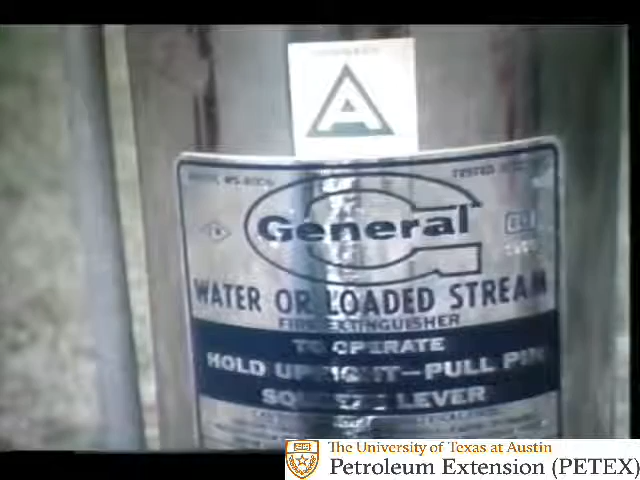 A
General
WATER OR LOADED STREAM
FIRE EXTINGUISHER
TO OPERATE
HOLD UPRIGHT—PULL PIN
SQUEEZE LEVER
The University of Texas at Austin
Petroleum Extension (PETEX)